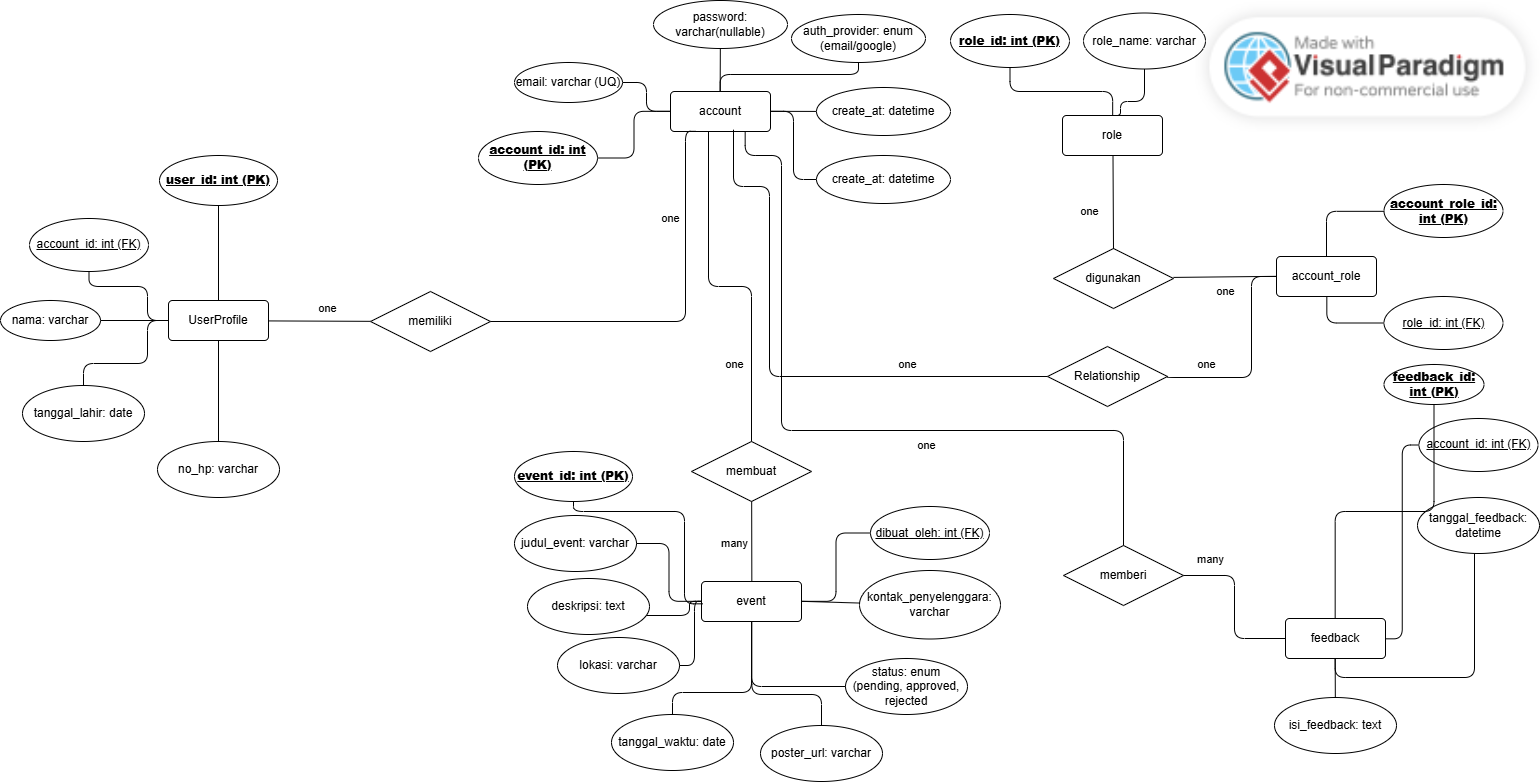 password:
varchar(nullable)
auth_provider: enum
(email/google)
role_id: int (PK)
role_name: varchar
Made with
Visual Paradigm
For non-commercial use
email: varchar (UQ)
account
create_at: datetime
role
account_id: int
(PK)
create_at: datetime
user_id: int (PK)
one
one
account_role_id:
int (PK)
account_id: int (FK)
digunakan
account_role
one
one
nama: varchar
UserProfile
memiliki
role_id: int (FK)
one
one
one
Relationship
feedback_id:
int (PK)
tanggal_lahir: date
one
account_id: int (FK)
no_hp: varchar
event_id: int (PK)
membuat
tanggal_feedback:
datetime
judul_event: varchar
many
dibuat_oleh: int (FK)
many
memberi
deskripsi: text
event
kontak_penyelenggara:
varchar
feedback
lokasi: varchar
status: enum
(pending, approved,
rejected
isi_feedback: text
tanggal_waktu: date
poster_url: varchar